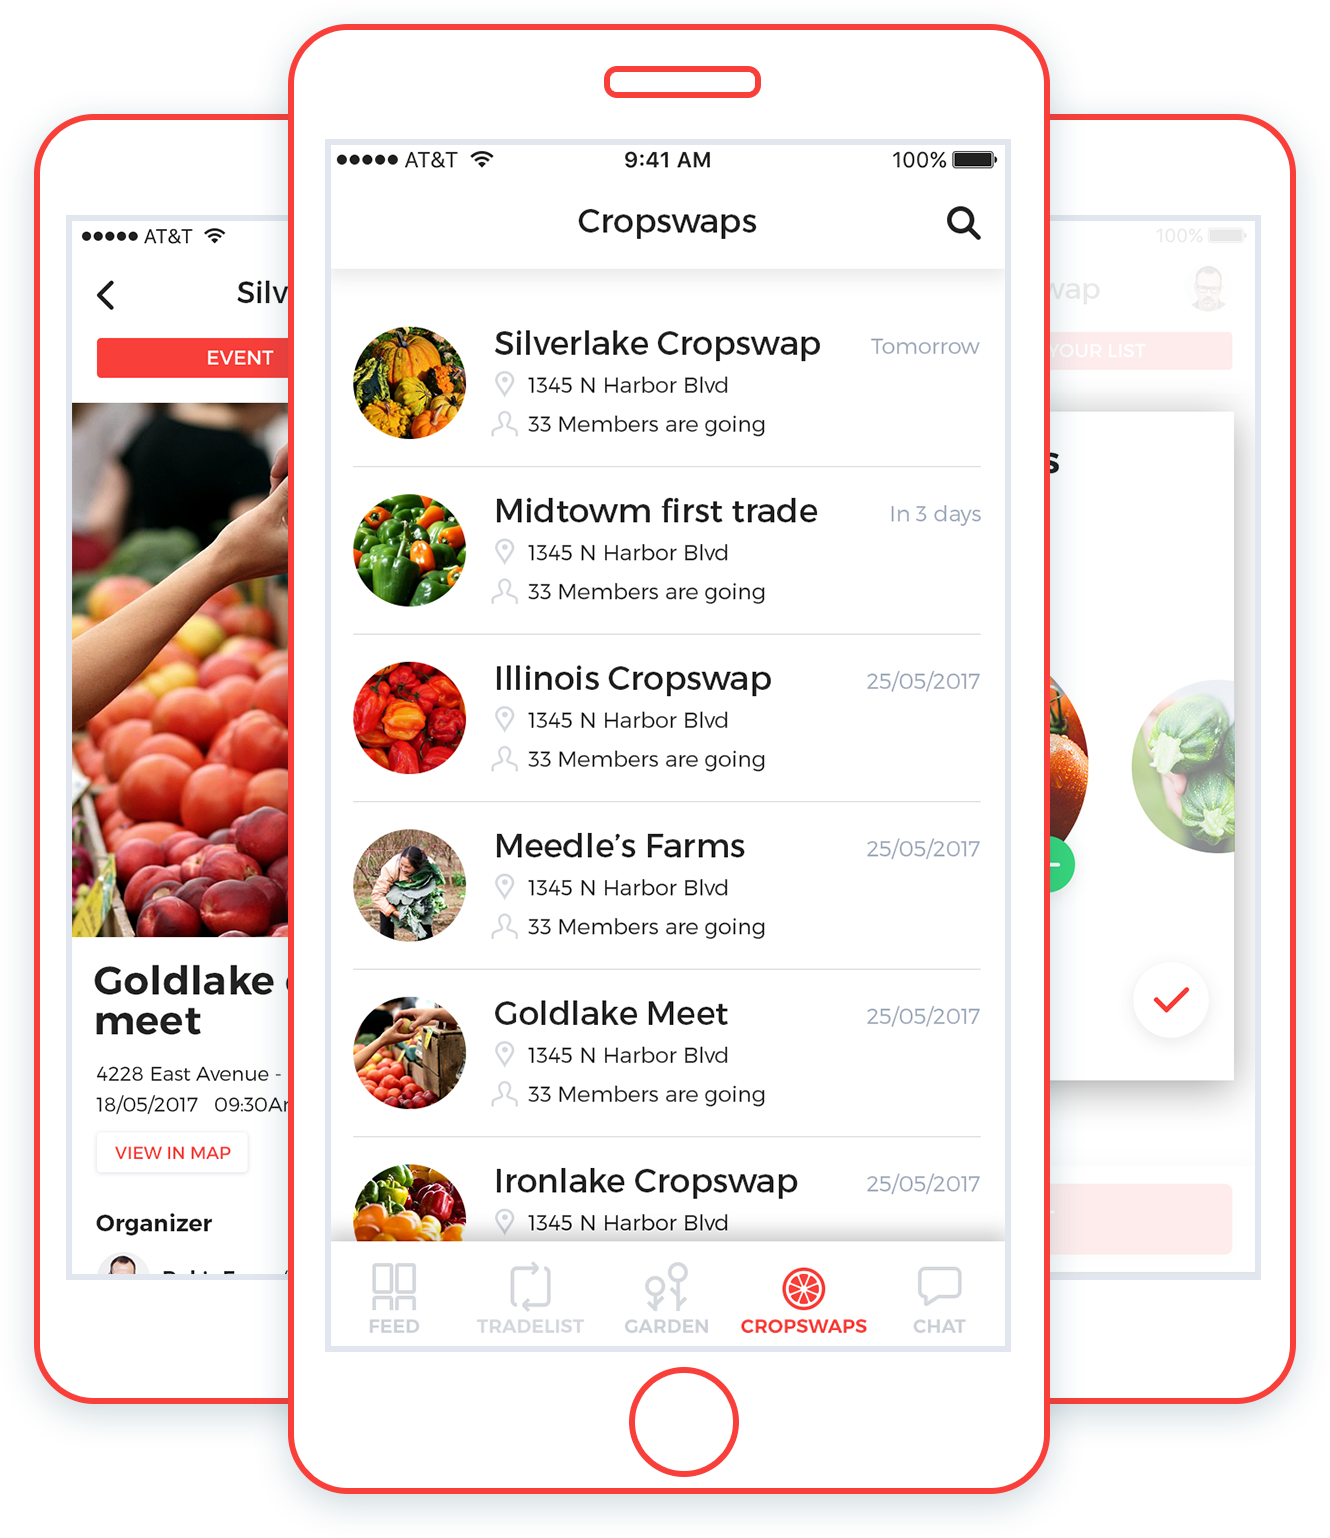 AT&T
Silv
EVENT
Goldlake
meet
4228 East Avenue -
18/05/2017 09:30A
VIEW IN MAP
Organizer
AT&T 9:41 AM 100%
Cropswaps
Silverlake Cropswap Tomorrow
1345 N Harbor Blvd
33 Members are going
Midtowm first trade In 3 days
1345 N Harbor Blvd
33 Members are going
Illinois Cropswap 25/05/2017
1345 N Harbor Blvd
33 Members are going
Meedle’s Farms 25/05/2017
1345 N Harbor Blvd
33 Members are going
Goldlake Meet 25/05/2017
1345 N Harbor Blvd
33 Members are going
Ironlake Cropswap 25/05/2017
1345 N Harbor Blvd
FEED TRADELIST GARDEN CROPSWAPS CHAT
100%
wap
YOUR LIST
s